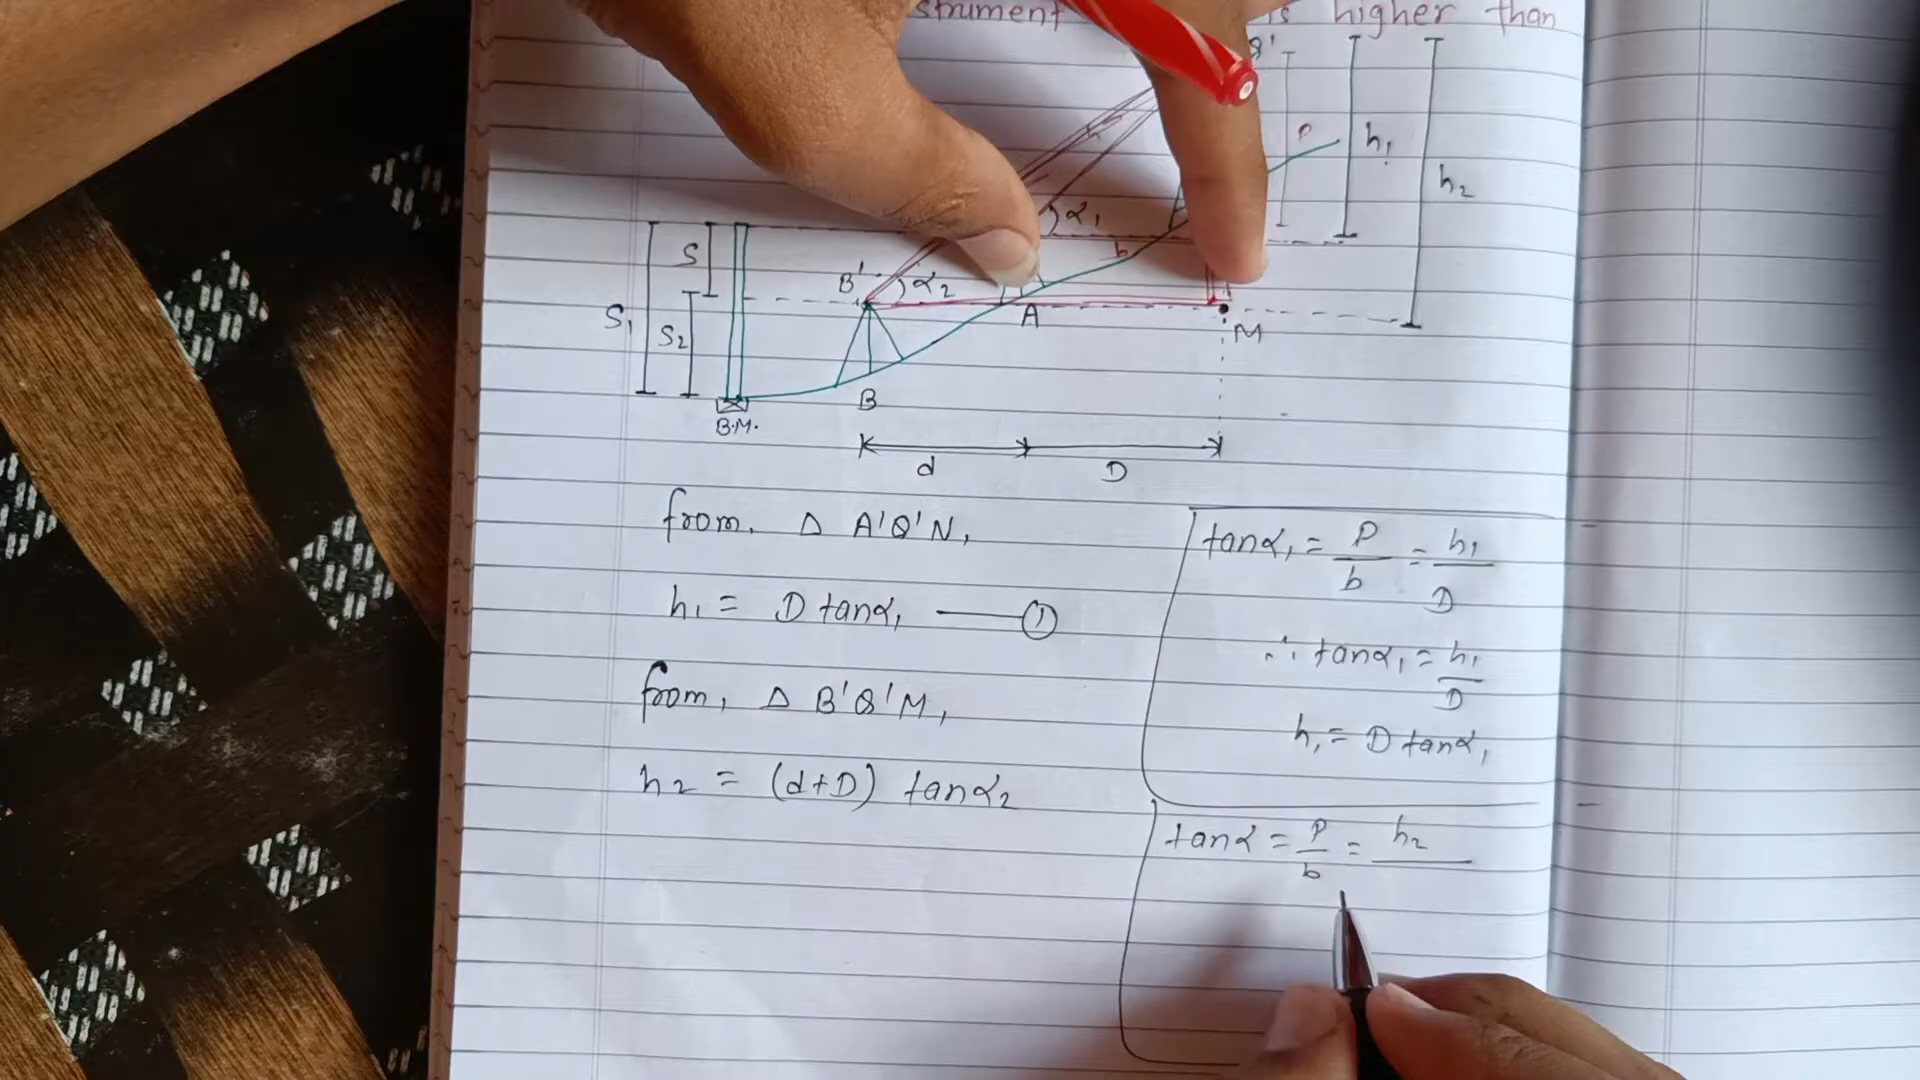 strument is higher than
Q'
h
P
h₁
h₂
α₁
S
b
B' α₂
S₁
S₂
A
M
B
B.M.
d D
from. Δ A'Q'N,
h₁ = D tanα₁ —— ①
from, Δ B'Q'M,
h₂ = (d+D) tanα₂
tanα₁ = P/b = h₁/D
∴ tanα₁ = h₁/D
h₁ = D tanα₁
tanα = P/b = h₂